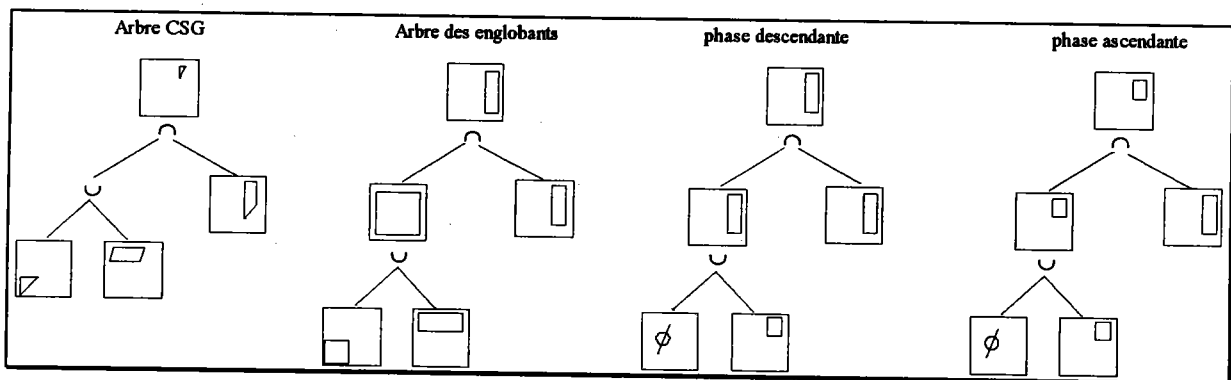 Arbre CSG
Arbre des englobants
phase descendante
phase ascendante
∩
∩
∩
∩
∪
∪
∪
∪
ϕ
ϕ